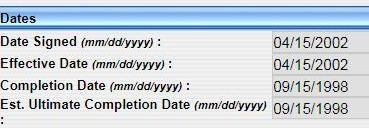 Dates
Date Signed (mm/dd/yyyy) : 04/15/2002
Effective Date (mm/dd/yyyy) : 04/15/2002
Completion Date (mm/dd/yyyy) : 09/15/1998
Est. Ultimate Completion Date (mm/dd/yyyy) 09/15/1998
: